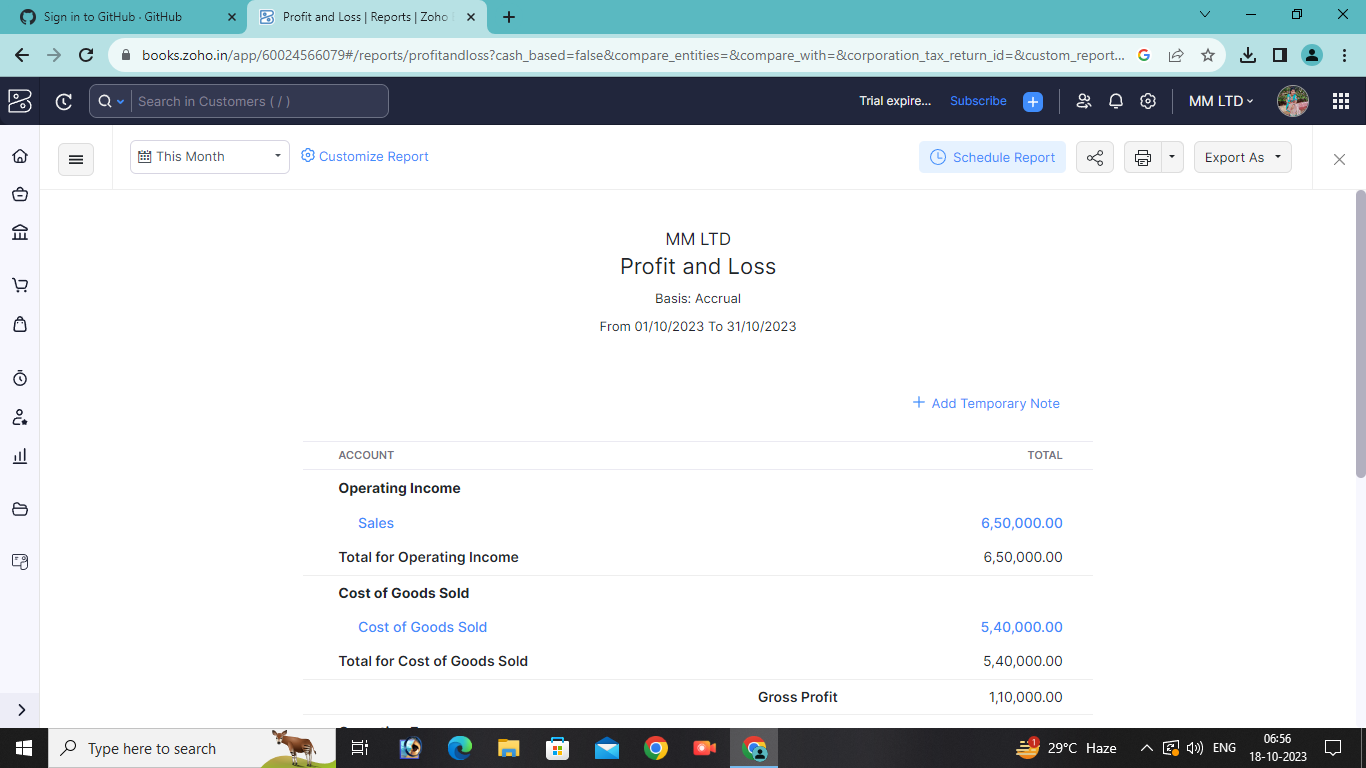 Sign in to GitHub · GitHub
Profit and Loss | Reports | Zoho
books.zoho.in/app/60024566079#/reports/profitandloss?cash_based=false&compare_entities=&compare_with=&corporation_tax_return_id=&custom_report...
Search in Customers ( / )
Trial expire...
Subscribe
MM LTD
This Month
Customize Report
Schedule Report
Export As
MM LTD
Profit and Loss
Basis: Accrual
From 01/10/2023 To 31/10/2023
Add Temporary Note
ACCOUNT TOTAL
Operating Income
Sales 6,50,000.00
Total for Operating Income 6,50,000.00
Cost of Goods Sold
Cost of Goods Sold 5,40,000.00
Total for Cost of Goods Sold 5,40,000.00
Gross Profit 1,10,000.00
Type here to search
1
29°C Haze
ENG
06:56
18-10-2023